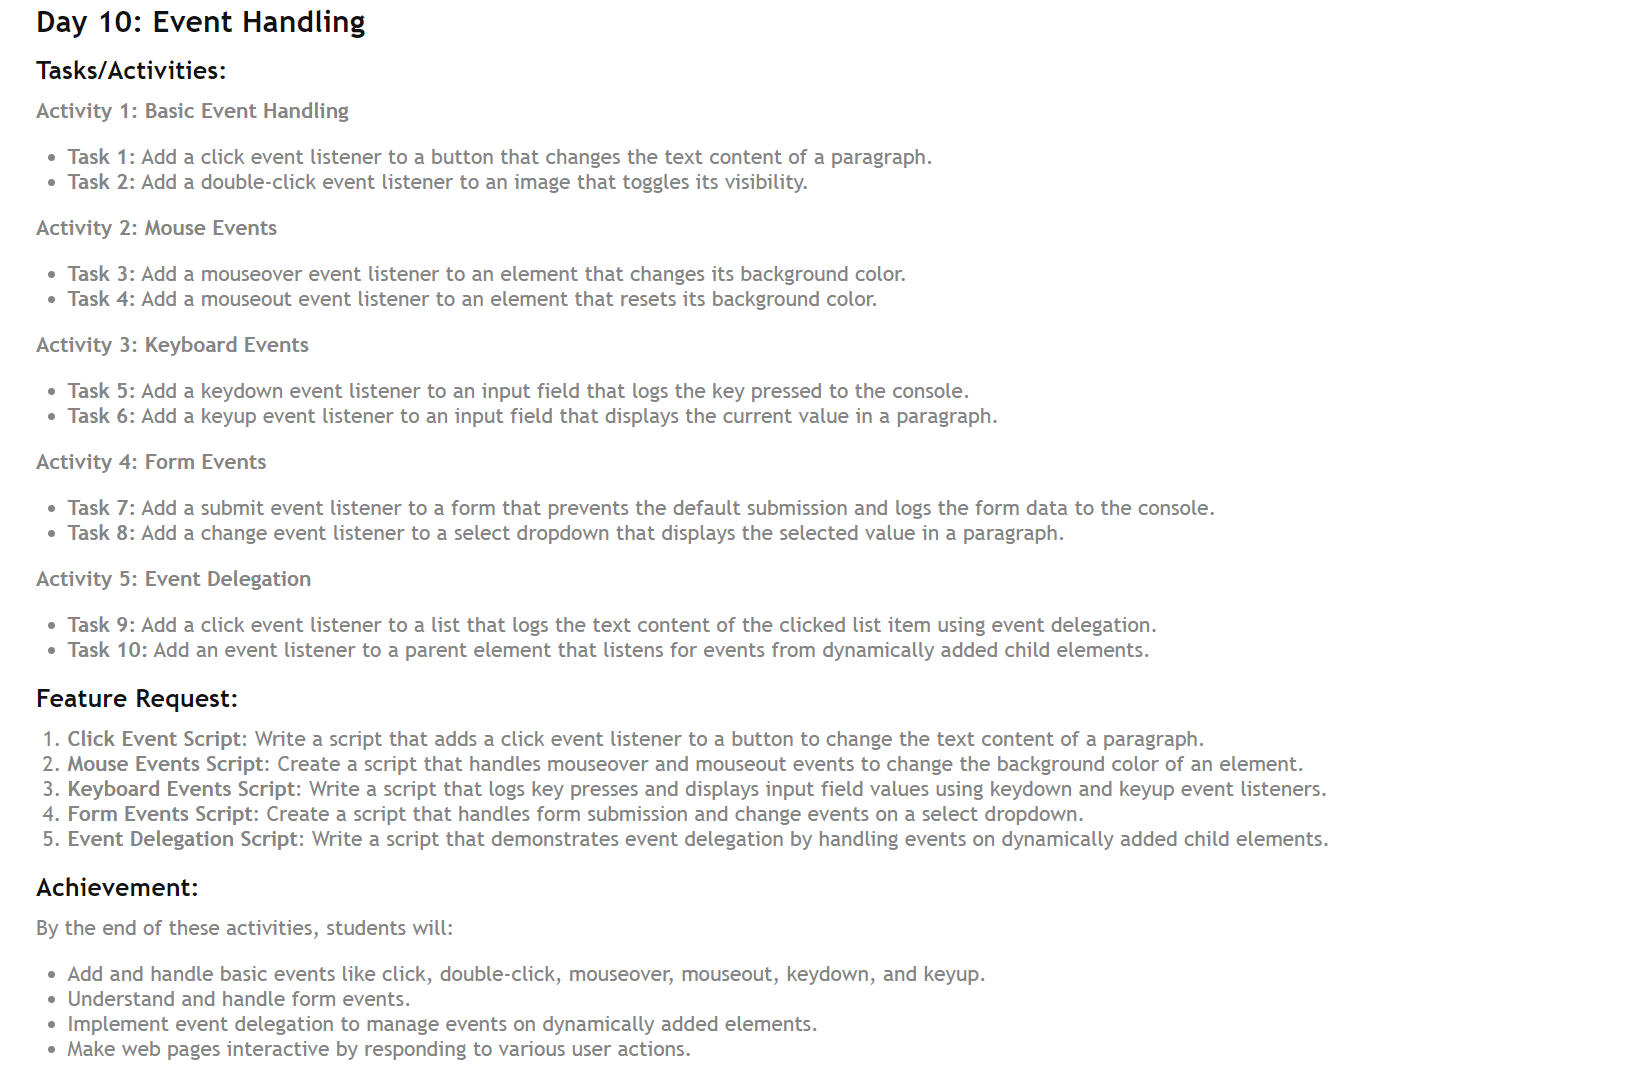 Day 10: Event Handling
Tasks/Activities:
Activity 1: Basic Event Handling
• Task 1: Add a click event listener to a button that changes the text content of a paragraph.
• Task 2: Add a double-click event listener to an image that toggles its visibility.
Activity 2: Mouse Events
• Task 3: Add a mouseover event listener to an element that changes its background color.
• Task 4: Add a mouseout event listener to an element that resets its background color.
Activity 3: Keyboard Events
• Task 5: Add a keydown event listener to an input field that logs the key pressed to the console.
• Task 6: Add a keyup event listener to an input field that displays the current value in a paragraph.
Activity 4: Form Events
• Task 7: Add a submit event listener to a form that prevents the default submission and logs the form data to the console.
• Task 8: Add a change event listener to a select dropdown that displays the selected value in a paragraph.
Activity 5: Event Delegation
• Task 9: Add a click event listener to a list that logs the text content of the clicked list item using event delegation.
• Task 10: Add an event listener to a parent element that listens for events from dynamically added child elements.
Feature Request:
1. Click Event Script: Write a script that adds a click event listener to a button to change the text content of a paragraph.
2. Mouse Events Script: Create a script that handles mouseover and mouseout events to change the background color of an element.
3. Keyboard Events Script: Write a script that logs key presses and displays input field values using keydown and keyup event listeners.
4. Form Events Script: Create a script that handles form submission and change events on a select dropdown.
5. Event Delegation Script: Write a script that demonstrates event delegation by handling events on dynamically added child elements.
Achievement:
By the end of these activities, students will:
• Add and handle basic events like click, double-click, mouseover, mouseout, keydown, and keyup.
• Understand and handle form events.
• Implement event delegation to manage events on dynamically added elements.
• Make web pages interactive by responding to various user actions.